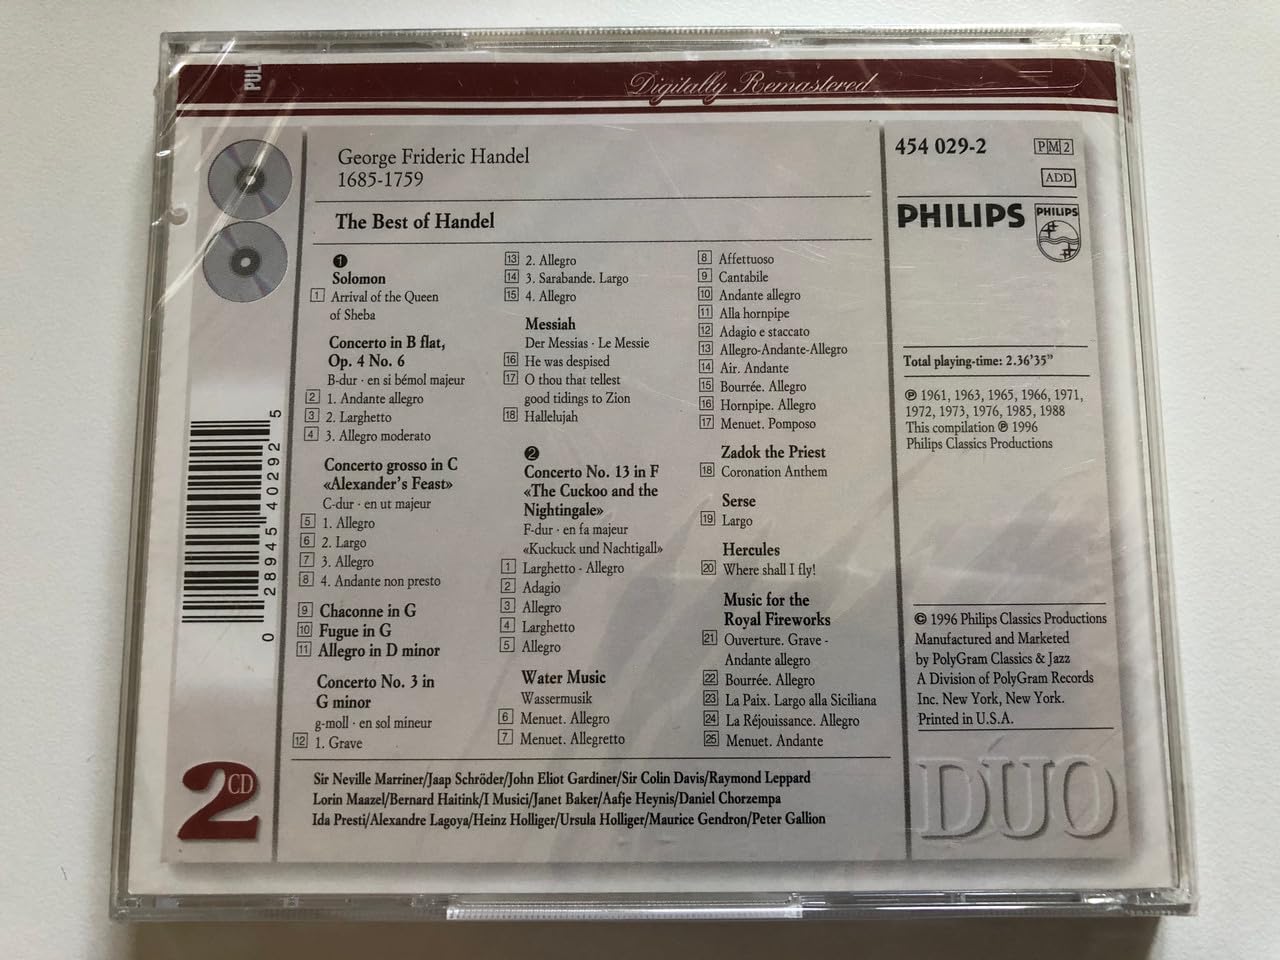 PUL
Digitally Remastered
George Frideric Handel
1685-1759
The Best of Handel
1
Solomon
1 Arrival of the Queen
of Sheba
Concerto in B flat,
Op. 4 No. 6
B-dur · en si bémol majeur
2 1. Andante allegro
3 2. Larghetto
4 3. Allegro moderato
Concerto grosso in C
«Alexander's Feast»
C-dur · en ut majeur
5 1. Allegro
6 2. Largo
7 3. Allegro
8 4. Andante non presto
9 Chaconne in G
10 Fugue in G
11 Allegro in D minor
Concerto No. 3 in
G minor
g-moll · en sol mineur
12 1. Grave
13 2. Allegro
14 3. Sarabande. Largo
15 4. Allegro
Messiah
Der Messias · Le Messie
16 He was despised
17 O thou that tellest
good tidings to Zion
18 Hallelujah
2
Concerto No. 13 in F
«The Cuckoo and the
Nightingale»
F-dur · en fa majeur
«Kuckuck und Nachtigall»
1 Larghetto - Allegro
2 Adagio
3 Allegro
4 Larghetto
5 Allegro
Water Music
Wassermusik
6 Menuet. Allegro
7 Menuet. Allegretto
8 Affettuoso
9 Cantabile
10 Andante allegro
11 Alla hornpipe
12 Adagio e staccato
13 Allegro-Andante-Allegro
14 Air. Andante
15 Bourrée. Allegro
16 Hornpipe. Allegro
17 Menuet. Pomposo
Zadok the Priest
18 Coronation Anthem
Serse
19 Largo
Hercules
20 Where shall I fly!
Music for the
Royal Fireworks
21 Ouverture. Grave -
Andante allegro
22 Bourrée. Allegro
23 La Paix. Largo alla Siciliana
24 La Réjouissance. Allegro
25 Menuet. Andante
Sir Neville Marriner/Jaap Schröder/John Eliot Gardiner/Sir Colin Davis/Raymond Leppard
Lorin Maazel/Bernard Haitink/I Musici/Janet Baker/Aafje Heynis/Daniel Chorzempa
Ida Presti/Alexandre Lagoya/Heinz Holliger/Ursula Holliger/Maurice Gendron/Peter Gallion
454 029-2
PM2
ADD
PHILIPS
PHILIPS
Total playing-time: 2.36'35"
℗ 1961, 1963, 1965, 1966, 1971,
1972, 1973, 1976, 1985, 1988
This compilation ℗ 1996
Philips Classics Productions
© 1996 Philips Classics Productions
Manufactured and Marketed
by PolyGram Classics & Jazz
A Division of PolyGram Records
Inc. New York, New York.
Printed in U.S.A.
DUO
2 CD
0 28945 40292 5